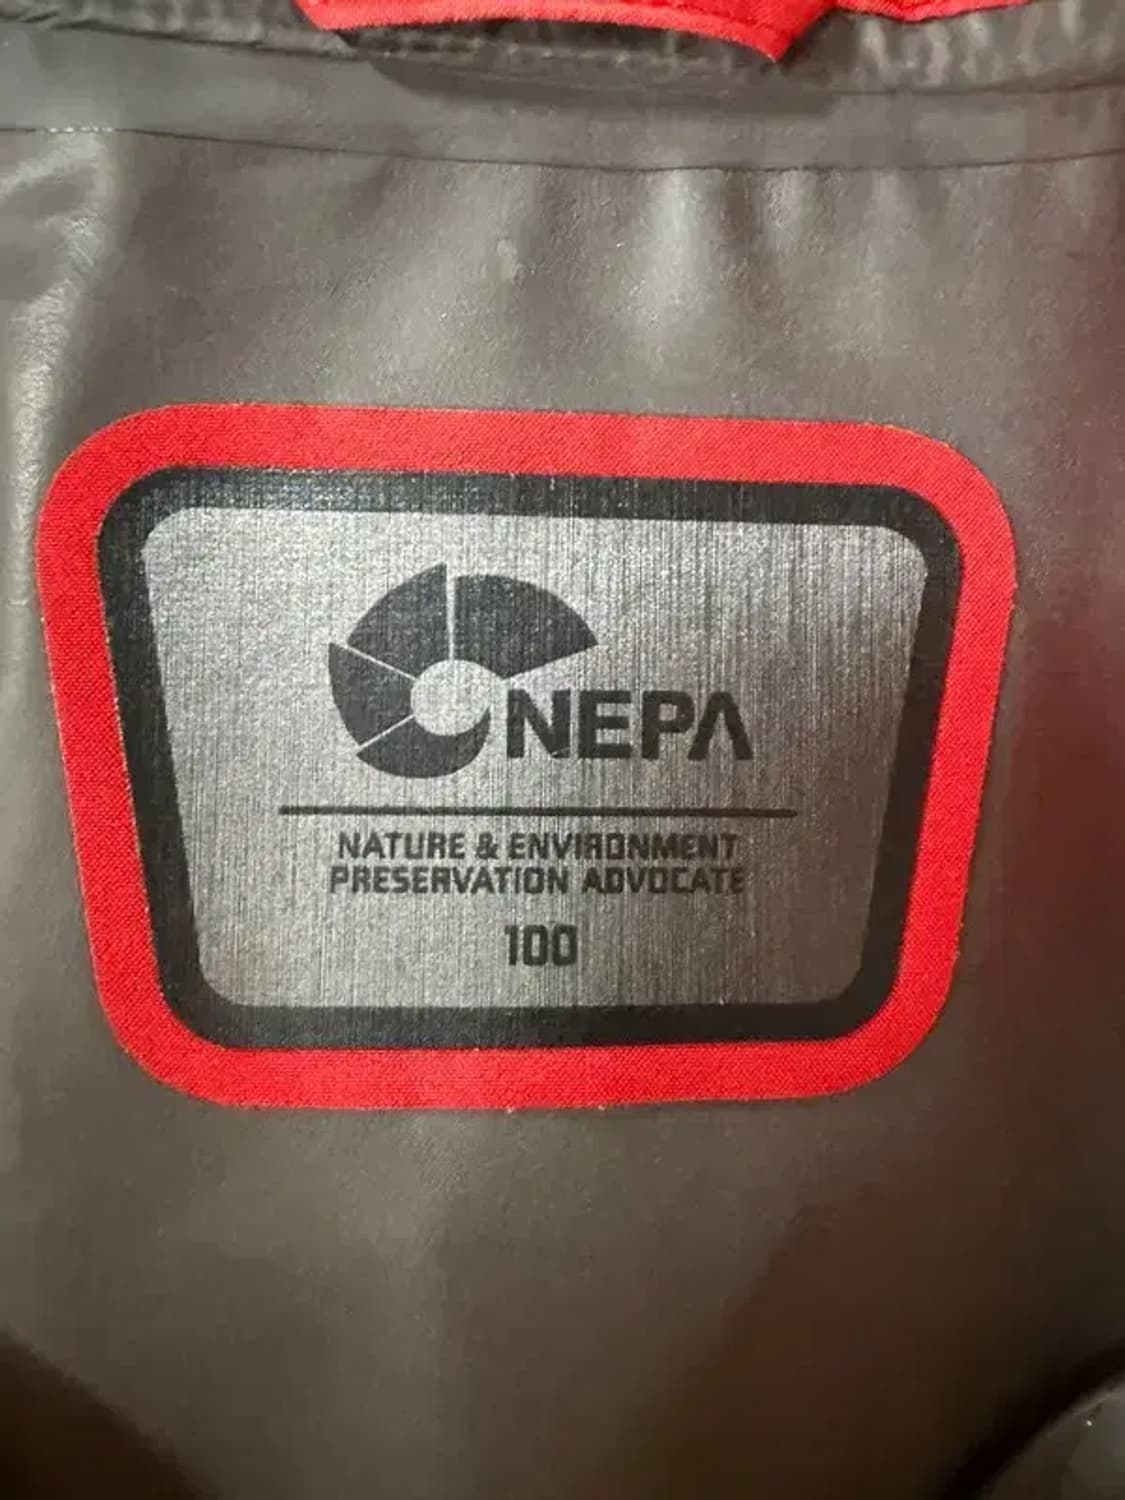 NEPA
NATURE & ENVIRONMENT
PRESERVATION ADVOCATE
100